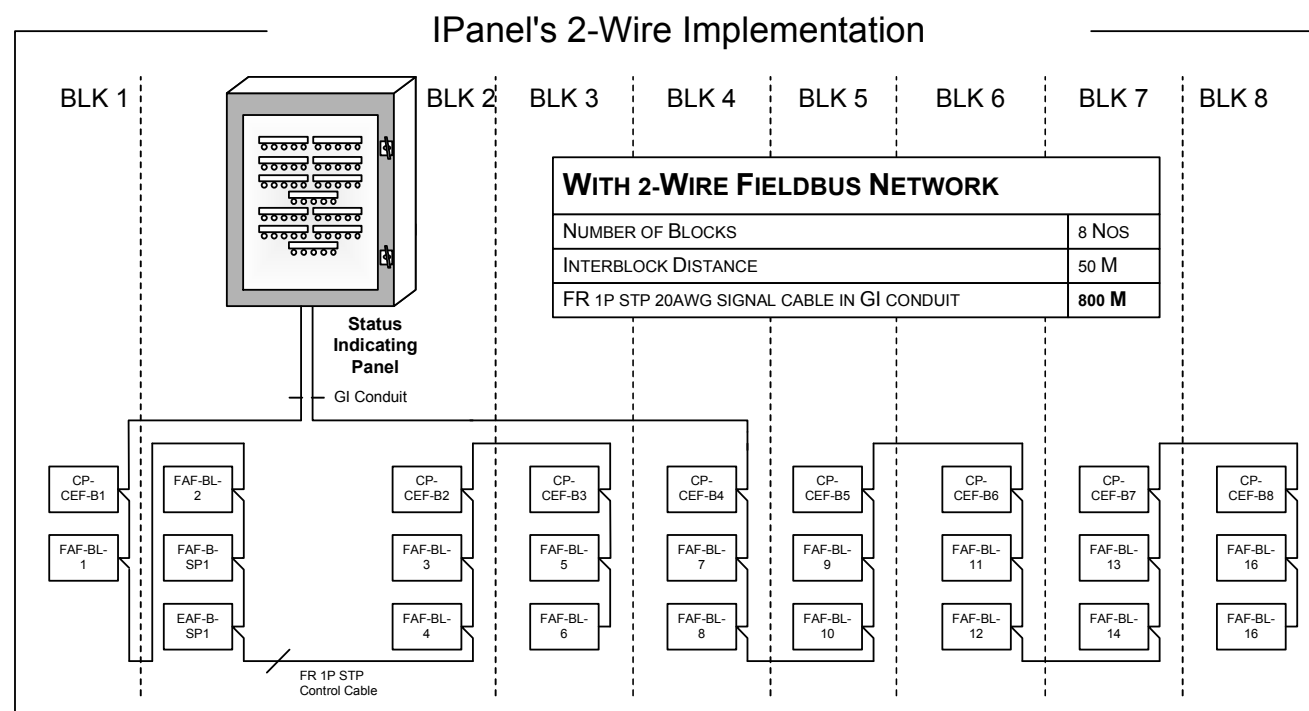 IPanel's 2-Wire Implementation
BLK 1
BLK 2
BLK 3
BLK 4
BLK 5
BLK 6
BLK 7
BLK 8
WITH 2-WIRE FIELDBUS NETWORK
NUMBER OF BLOCKS 8 NOS
INTERBLOCK DISTANCE 50 M
FR 1P STP 20AWG SIGNAL CABLE IN GI CONDUIT 800 M
Status
Indicating
Panel
GI Conduit
CP-
CEF-B1
FAF-BL-
2
CP-
CEF-B2
CP-
CEF-B3
CP-
CEF-B4
CP-
CEF-B5
CP-
CEF-B6
CP-
CEF-B7
CP-
CEF-B8
FAF-BL-
1
FAF-B-
SP1
FAF-BL-
3
FAF-BL-
5
FAF-BL-
7
FAF-BL-
9
FAF-BL-
11
FAF-BL-
13
FAF-BL-
16
EAF-B-
SP1
FAF-BL-
4
FAF-BL-
6
FAF-BL-
8
FAF-BL-
10
FAF-BL-
12
FAF-BL-
14
FAF-BL-
16
FR 1P STP
Control Cable